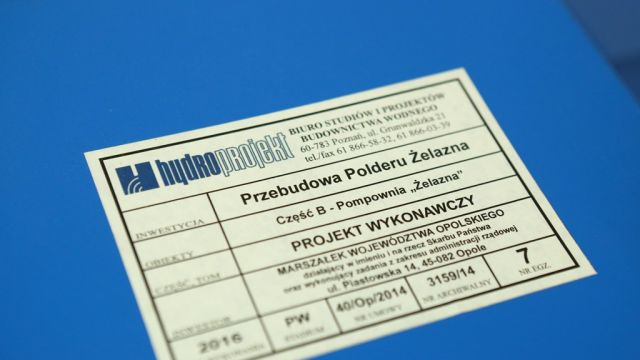 hydroprojekt
BIURO STUDIÓW I PROJEKTÓW
BUDOWNICTWA WODNEGO
60-783 Poznań, ul. Grunwaldzka 21
tel./fax 61 866-58-32, 61 866-03-39
INWESTYCJA
Przebudowa Polderu Żelazna
OBIEKTY
Część B - Pompownia „Żelazna"
CZĘŚĆ, TOM
PROJEKT WYKONAWCZY
INWESTOR
MARSZAŁEK WOJEWÓDZTWA OPOLSKIEGO
działający w imieniu i na rzecz Skarbu Państwa
oraz wykonujący zadania z zakresu administracji rządowej
ul. Piastowska 14, 45-082 Opole
2016
PW
STADIUM
40/Op/2014
NR UMOWY
3159/14
NR ARCHIWALNY
7
NR EGZ.